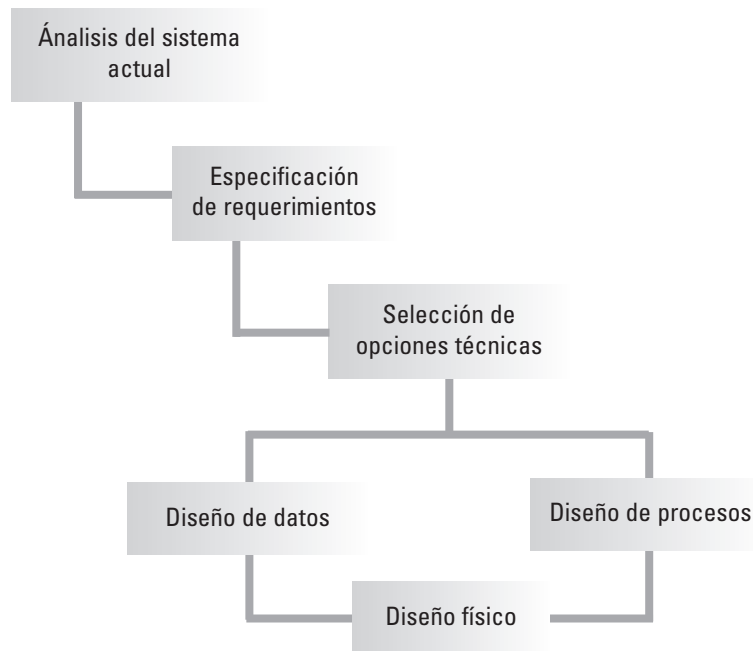 Ánalisis del sistema
actual
Especificación
de requerimientos
Selección de
opciones técnicas
Diseño de datos
Diseño de procesos
Diseño físico